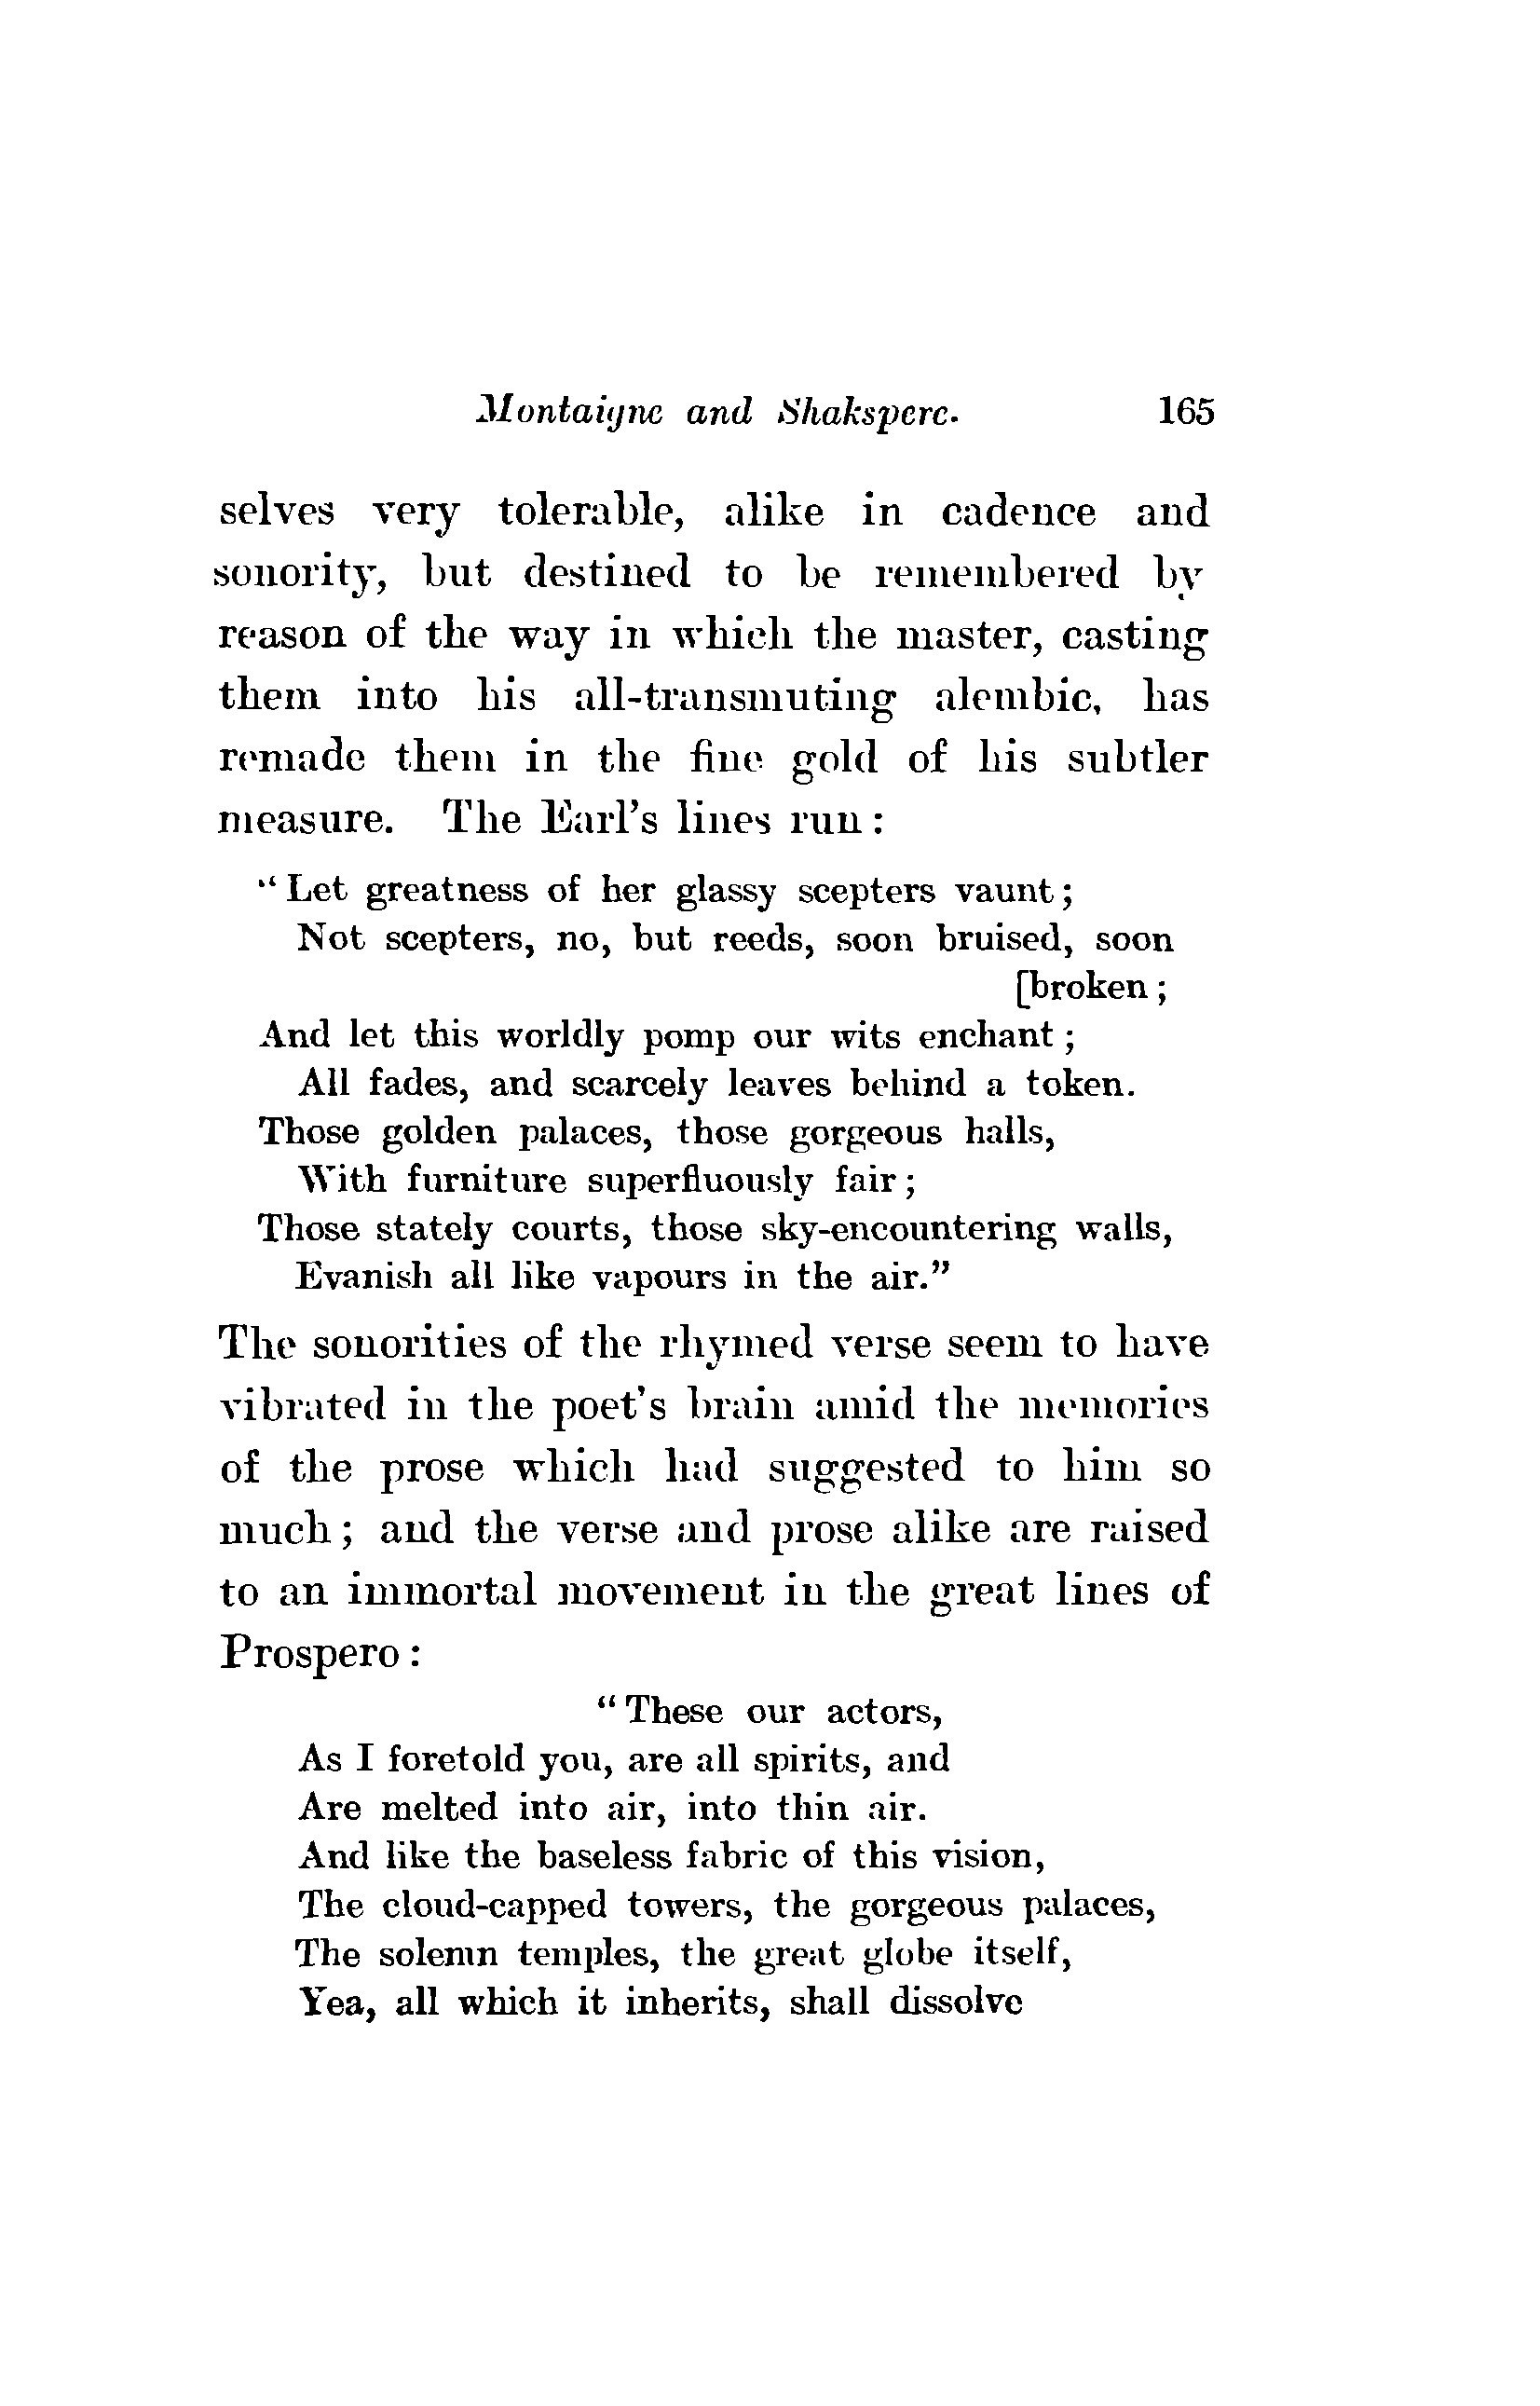 Montaigne and Shakspere. 165
selves very tolerable, alike in cadence and
sonority, but destined to be remembered by
reason of the way in which the master, casting
them into his all-transmuting alembic, has
remade them in the fine gold of his subtler
measure. The Earl's lines run :
“ Let greatness of her glassy scepters vaunt ;
Not scepters, no, but reeds, soon bruised, soon
[broken ;
And let this worldly pomp our wits enchant ;
All fades, and scarcely leaves behind a token.
Those golden palaces, those gorgeous halls,
With furniture superfluously fair ;
Those stately courts, those sky-encountering walls,
Evanish all like vapours in the air.”
The sonorities of the rhymed verse seem to have
vibrated in the poet's brain amid the memories
of the prose which had suggested to him so
much ; and the verse and prose alike are raised
to an immortal movement in the great lines of
Prospero :
“ These our actors,
As I foretold you, are all spirits, and
Are melted into air, into thin air.
And like the baseless fabric of this vision,
The cloud-capped towers, the gorgeous palaces,
The solemn temples, the great globe itself,
Yea, all which it inherits, shall dissolve